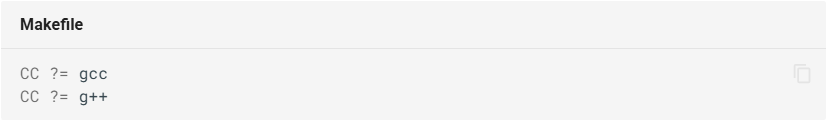 Makefile
CC ?= gcc
CC ?= g++